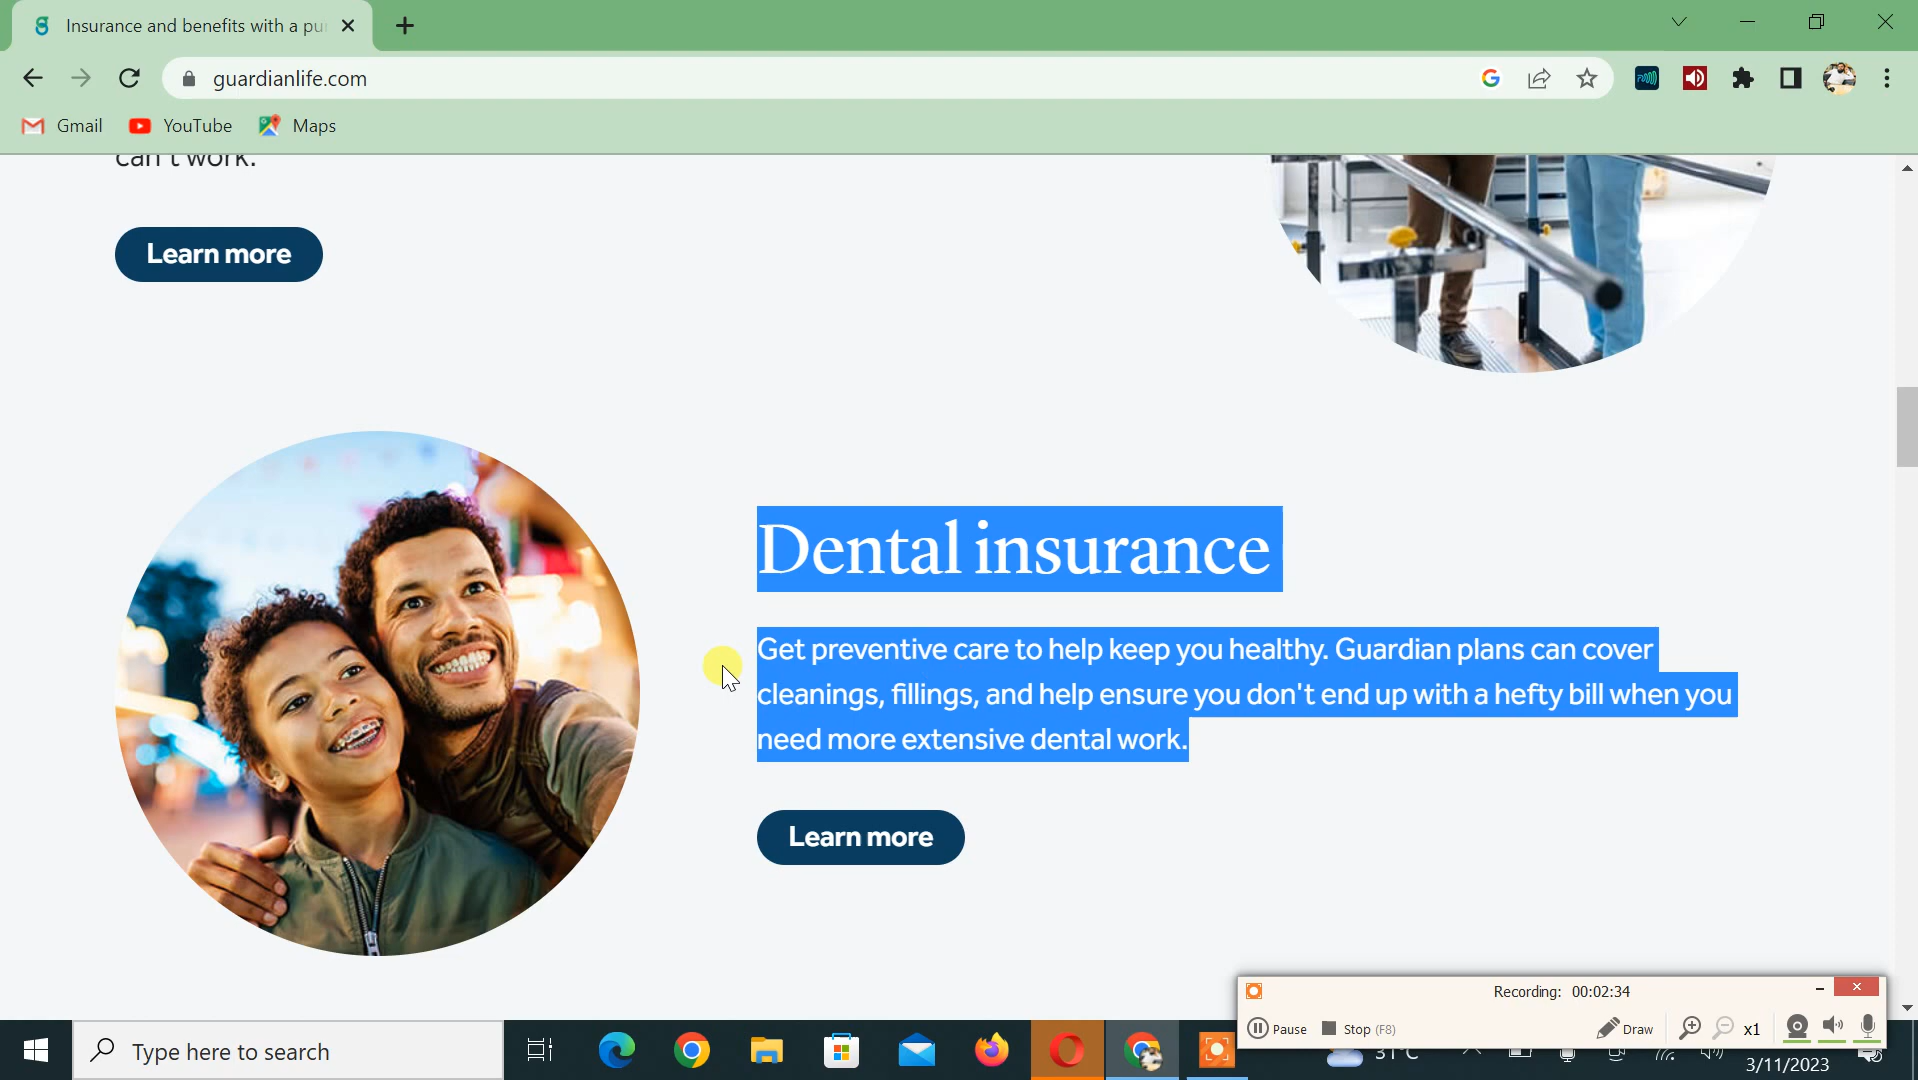 Insurance and benefits with a pu
guardianlife.com
Gmail
YouTube
Maps
can't work.
Learn more
Dental insurance
Get preventive care to help keep you healthy. Guardian plans can cover
cleanings, fillings, and help ensure you don't end up with a hefty bill when you
need more extensive dental work.
Learn more
Recording: 00:02:34
Pause
Stop (F8)
Draw
x1
Type here to search
31°C
3/11/2023